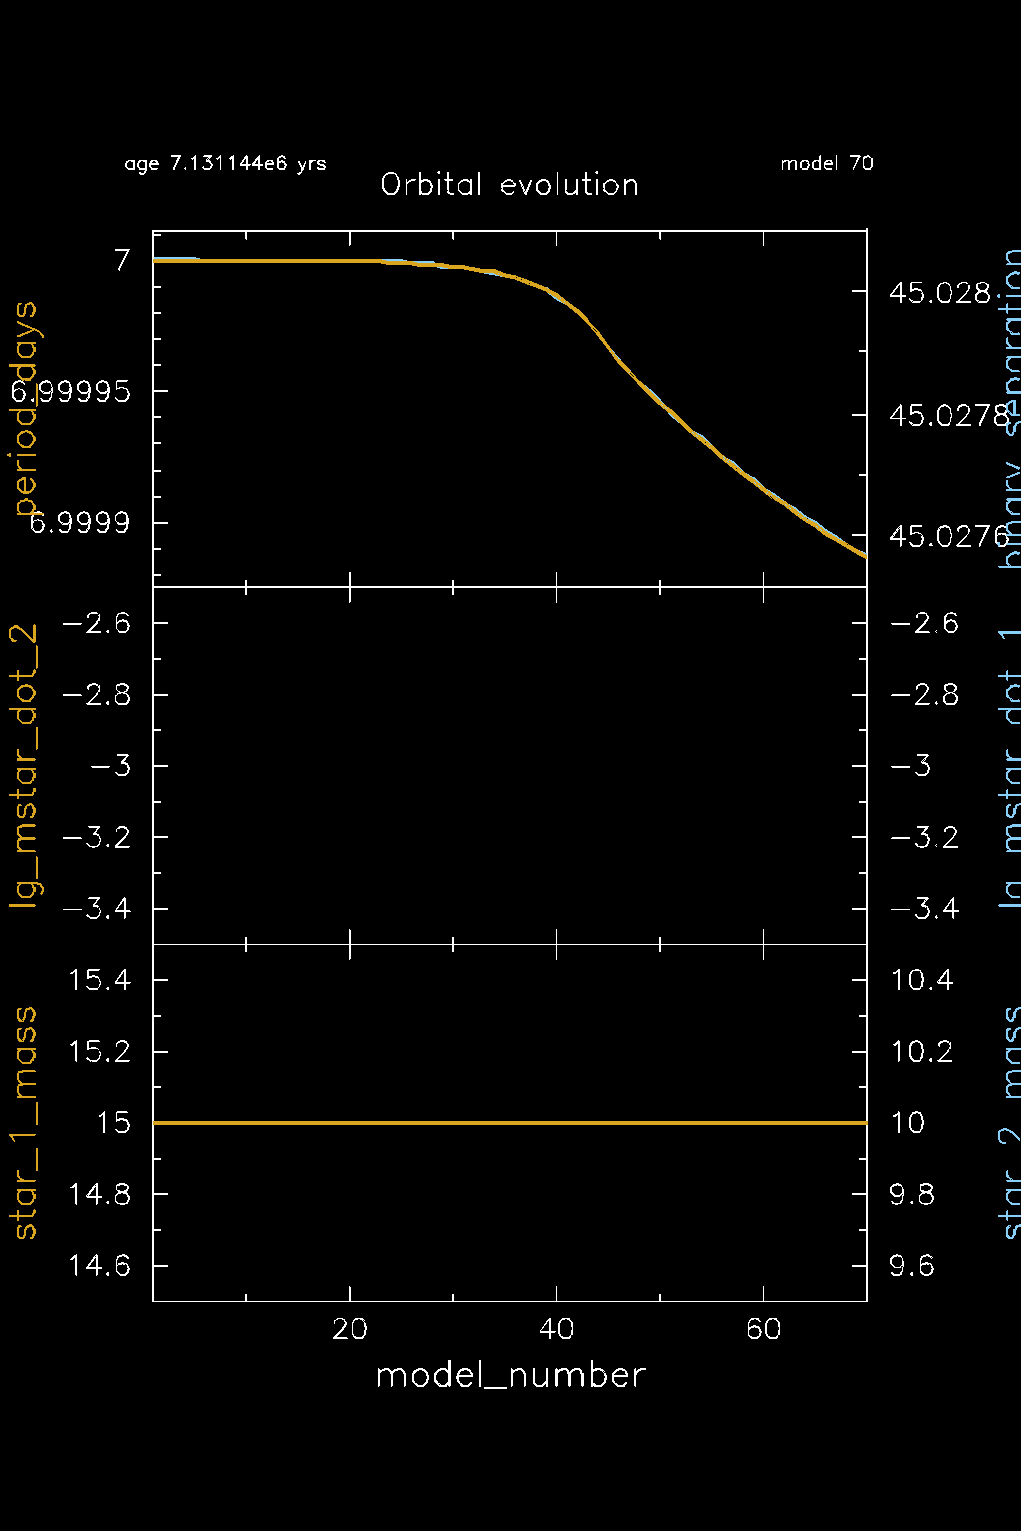 age 7.131144e6 yrs
model 70
Orbital evolution
period_days
7
6.99995
6.9999
45.028
45.0278
45.0276
binary_separation
lg_mstar_dot_2
−2.6
−2.8
−3
−3.2
−3.4
−2.6
−2.8
−3
−3.2
−3.4
lg_mstar_dot_1
star_1_mass
15.4
15.2
15
14.8
14.6
10.4
10.2
10
9.8
9.6
star_2_mass
20
40
60
model_number